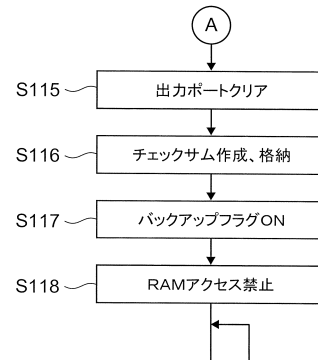 A
S115 出力ポートクリア
S116 チェックサム作成、格納
S117 バックアップフラグON
S118 RAMアクセス禁止